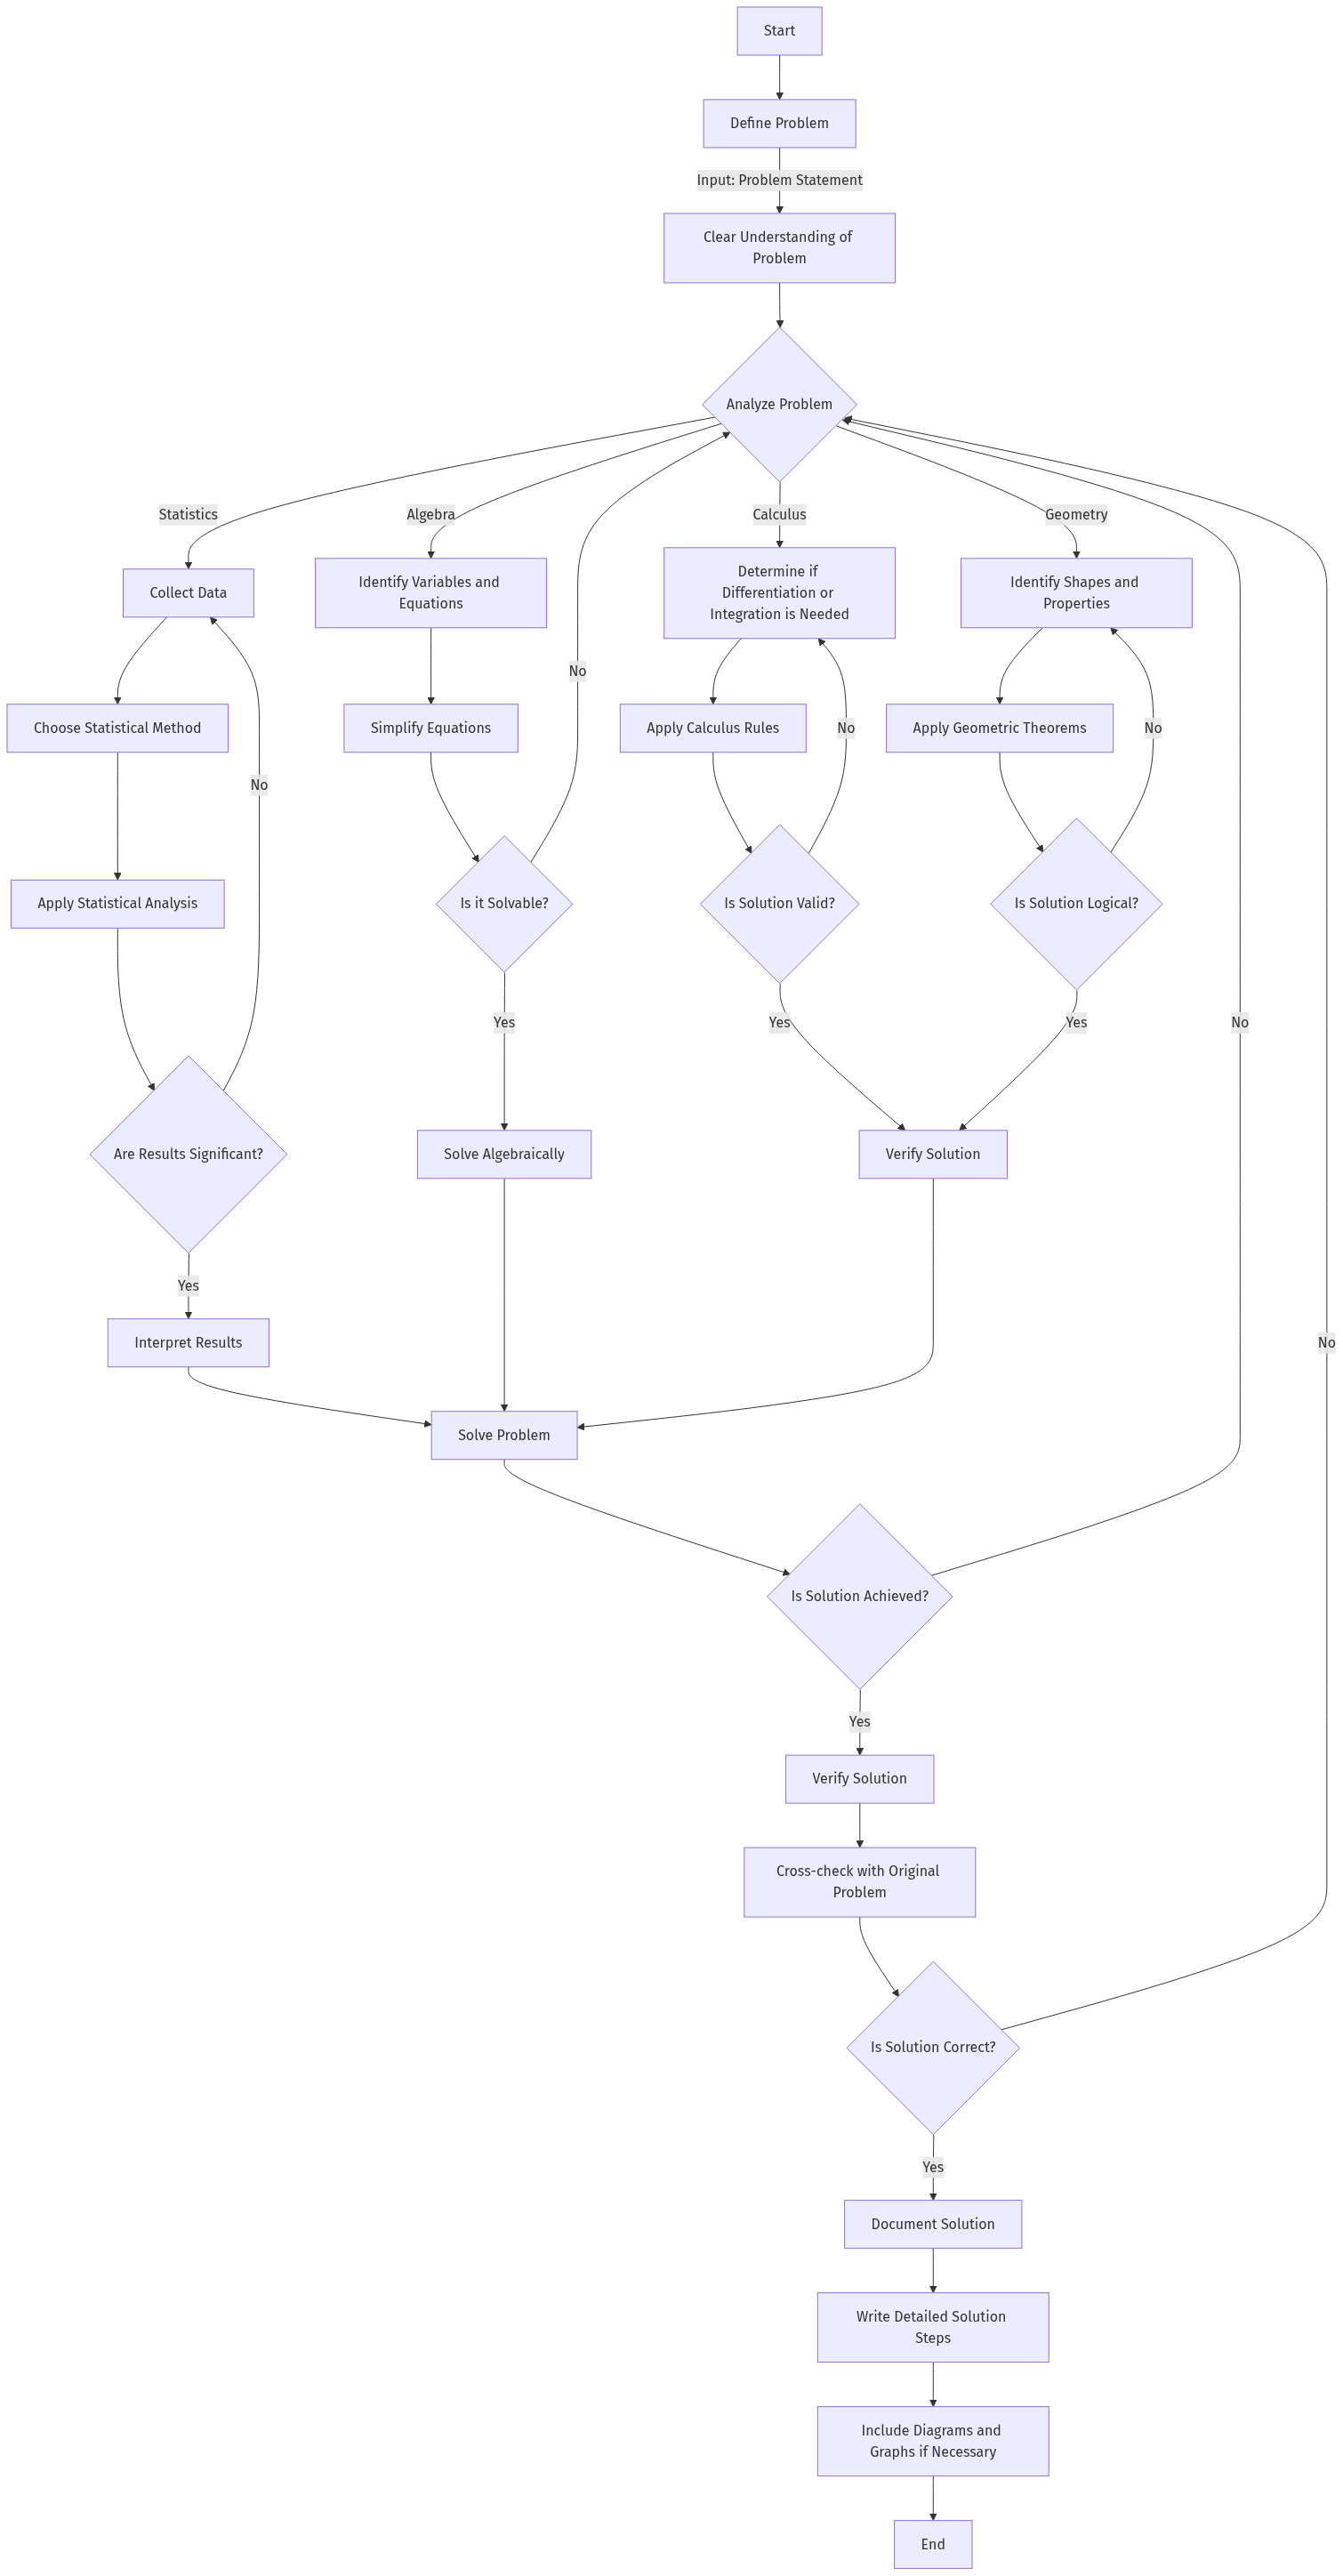 Start
Define Problem
Input: Problem Statement
Clear Understanding of
Problem
Analyze Problem
Statistics
Algebra
Calculus
Geometry
Collect Data
Identify Variables and
Equations
Determine if
Differentiation or
Integration is Needed
Identify Shapes and
Properties
No
Choose Statistical Method
Simplify Equations
Apply Calculus Rules
No
Apply Geometric Theorems
No
No
Apply Statistical Analysis
Is it Solvable?
Is Solution Valid?
Is Solution Logical?
Yes
Yes
Yes
No
Are Results Significant?
Solve Algebraically
Verify Solution
Yes
Interpret Results
No
Solve Problem
Is Solution Achieved?
Yes
Verify Solution
Cross-check with Original
Problem
Is Solution Correct?
Yes
Document Solution
Write Detailed Solution
Steps
Include Diagrams and
Graphs if Necessary
End